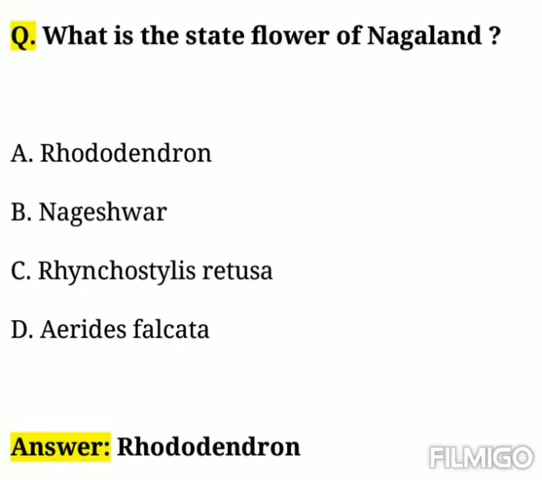 Q. What is the state flower of Nagaland ?
A. Rhododendron
B. Nageshwar
C. Rhynchostylis retusa
D. Aerides falcata
Answer: Rhododendron
FILMIGO